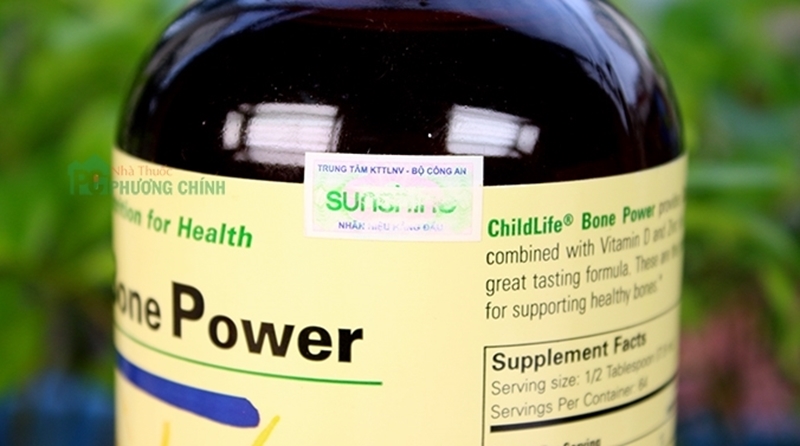 Nhà Thuốc
PHƯƠNG CHÍNH
TRUNG TÂM KTTLNV - BỘ CÔNG AN
sunshine
NHÃN HIỆU HÀNG ĐẦU
for Health
Bone Power
ChildLife® Bone Power
combined with Vitamin D and
great tasting formula. These are
for supporting healthy bones.*
Supplement Facts
Serving size: 1/2 Tablespoon
Servings Per Container: 64
Serving